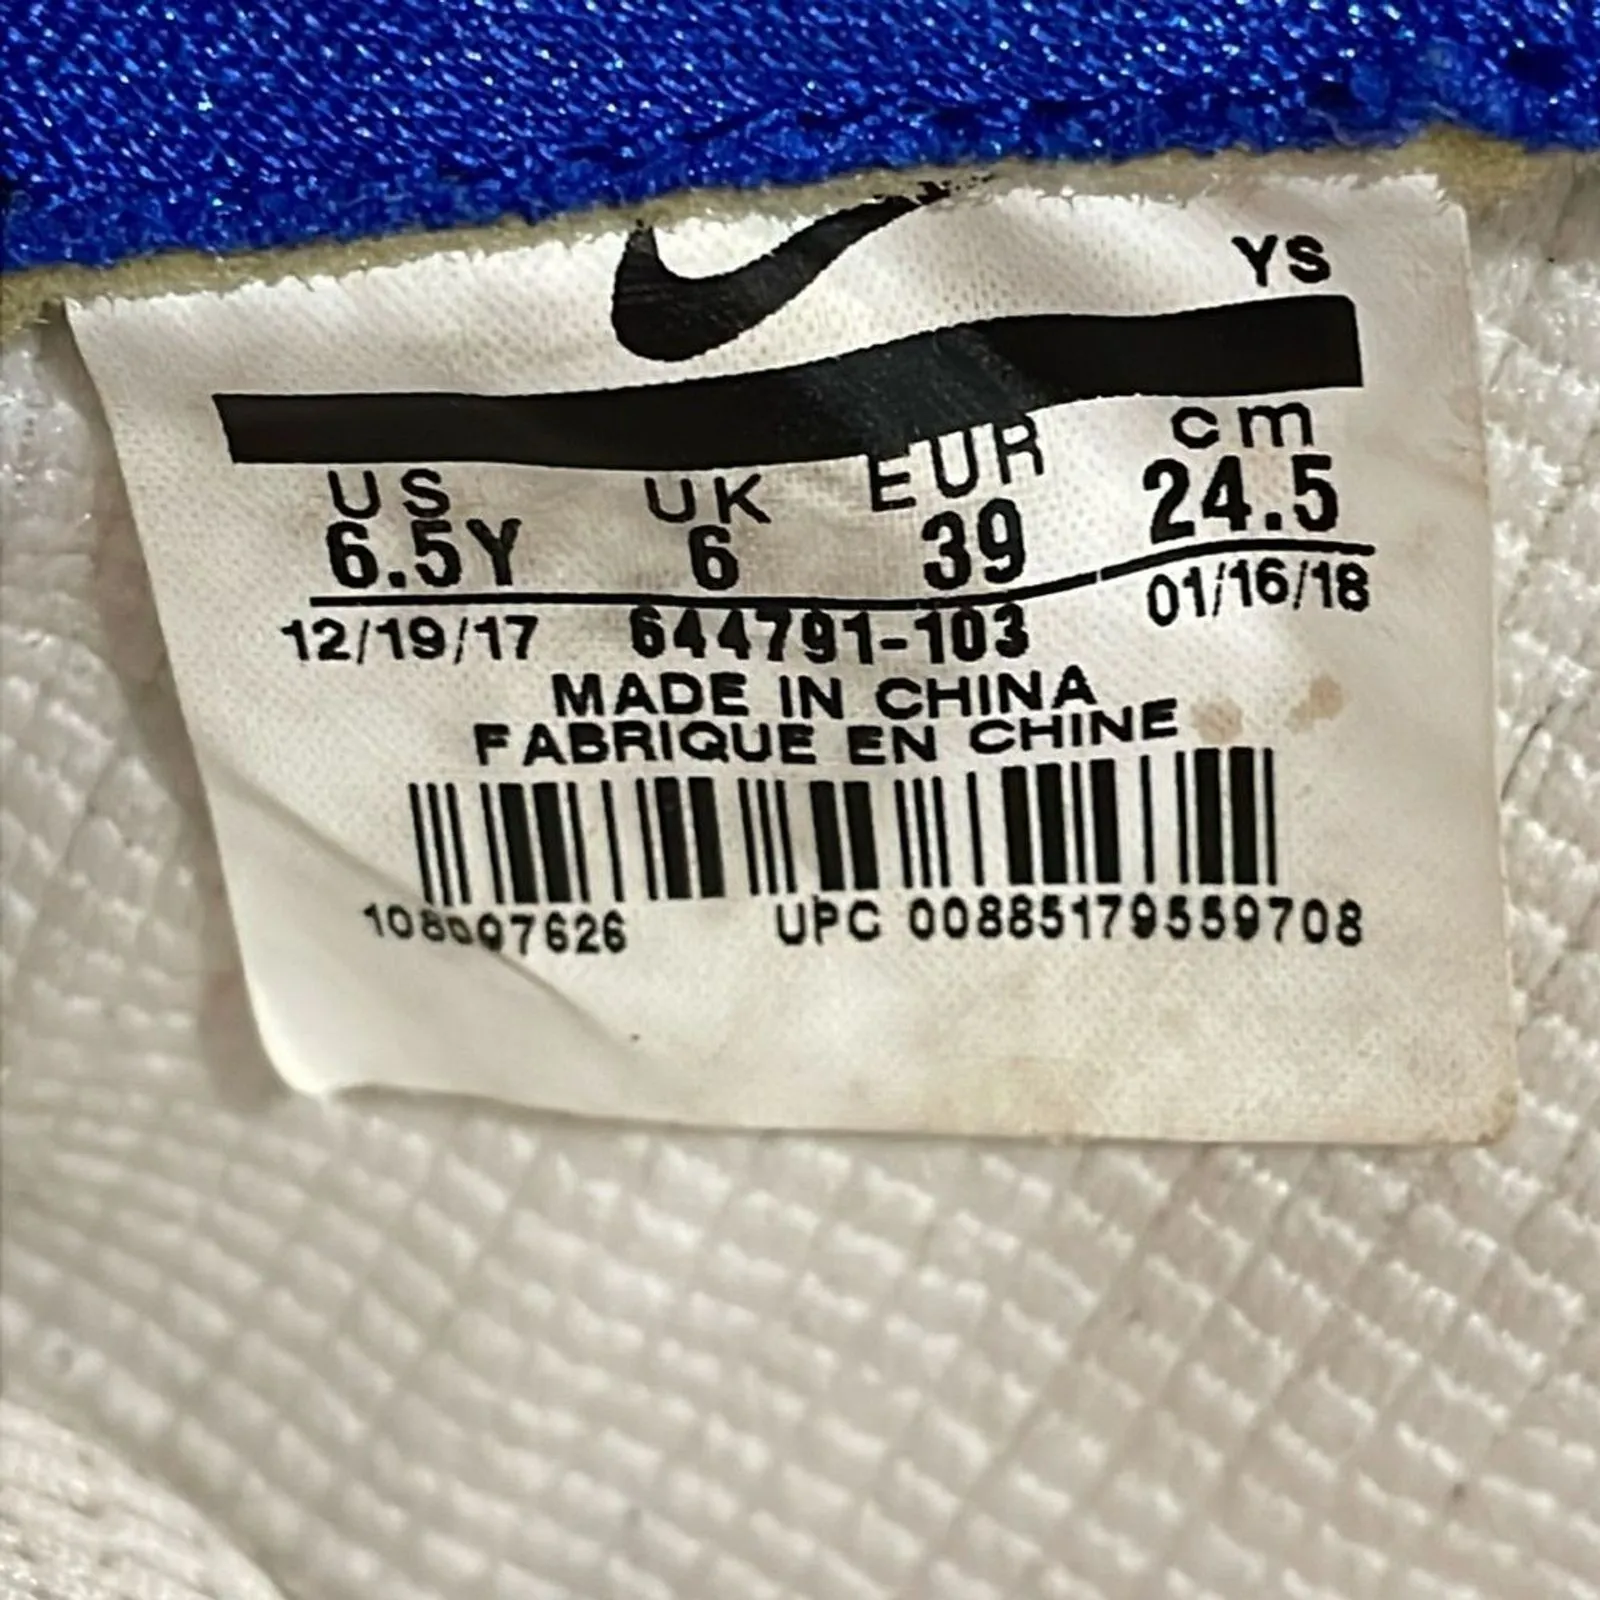 YS
US UK EUR cm
6.5Y 6 39 24.5
12/19/17 644791-103 01/16/18
MADE IN CHINA
FABRIQUE EN CHINE
UPC 00885179559708